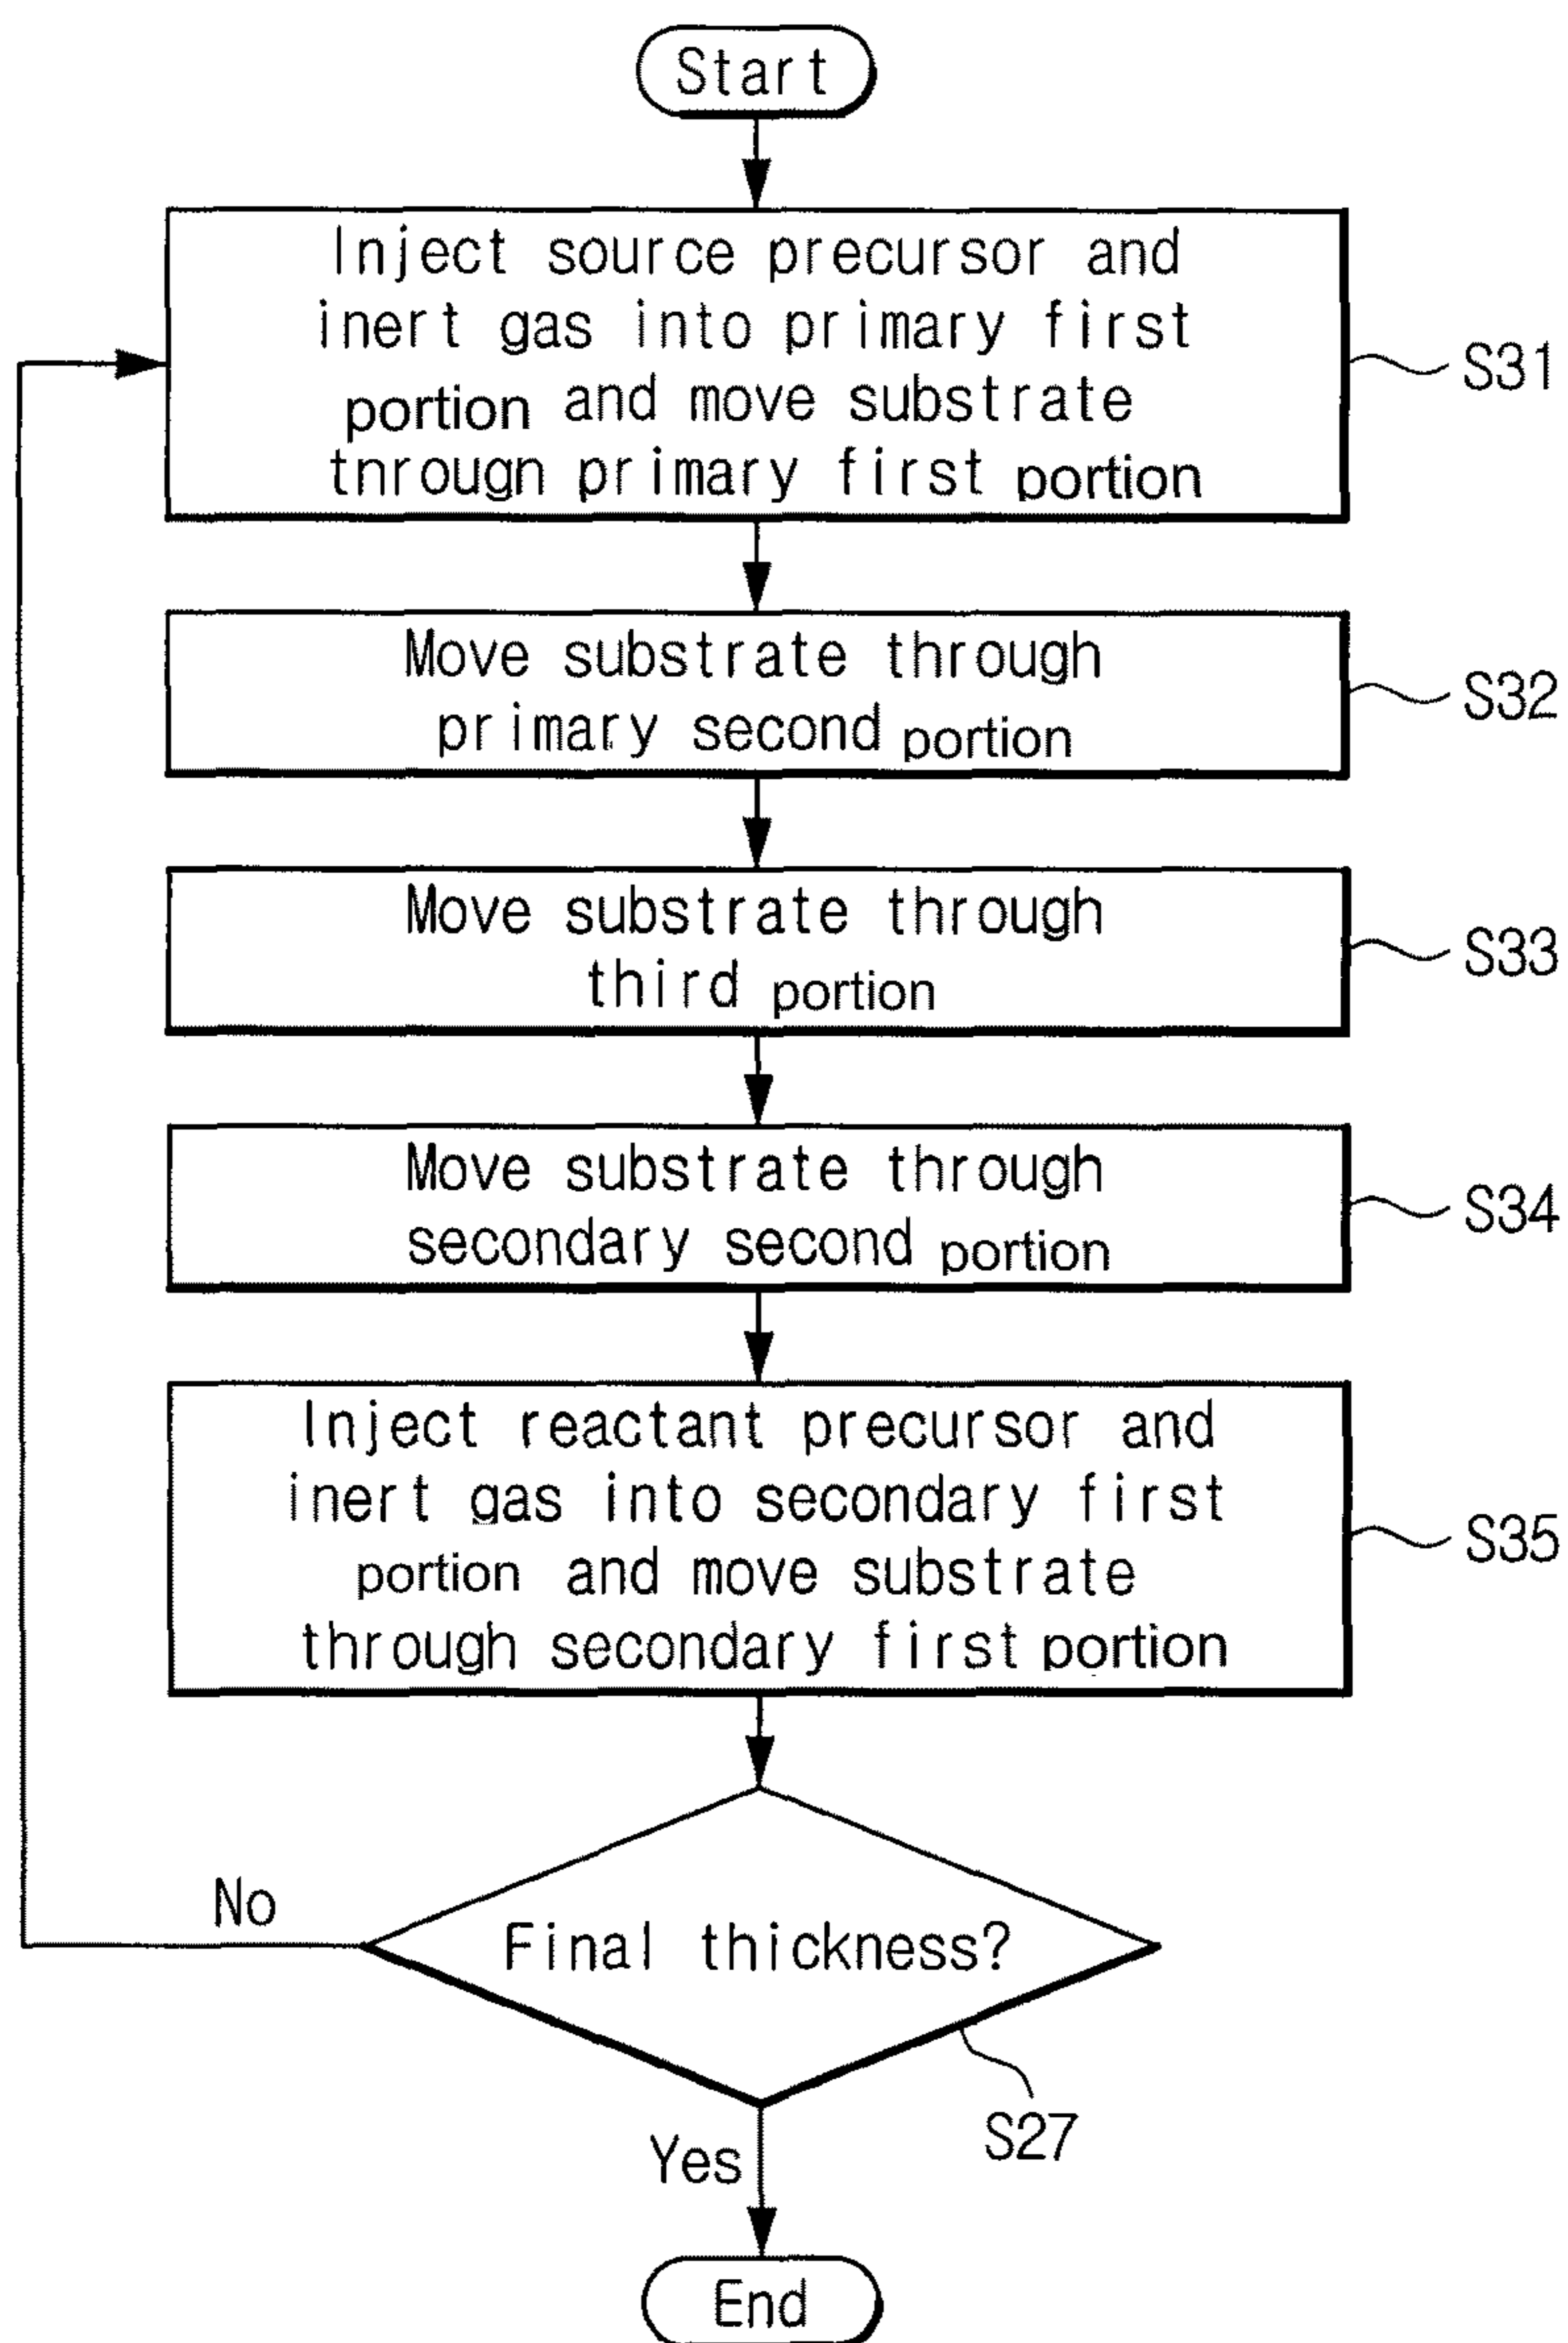 Start
Inject source precursor and
inert gas into primary first
portion and move substrate
tnrougn primary first portion
S31
Move substrate through
primary second portion
S32
Move substrate through
third portion
S33
Move substrate through
secondary second portion
S34
Inject reactant precursor and
inert gas into secondary first
portion and move substrate
through secondary first portion
S35
No
Final thickness?
S27
Yes
End